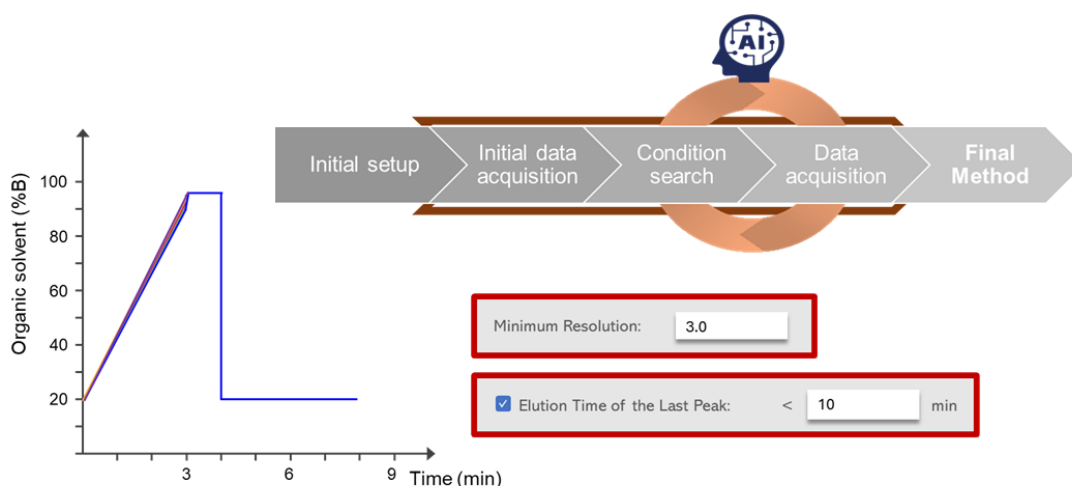 AI
Initial setup
Initial data
acquisition
Condition
search
Data
acquisition
Final
Method
Organic solvent (%B)
100
80
60
40
20
3
6
9
Time (min)
Minimum Resolution: 3.0
Elution Time of the Last Peak: < 10 min